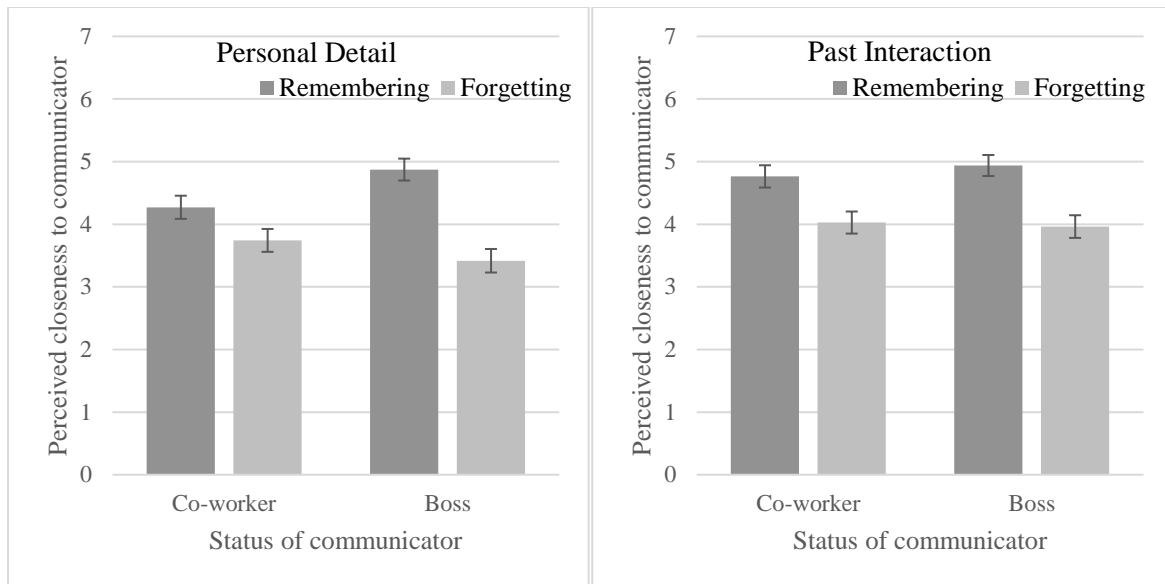 Personal Detail
Remembering Forgetting
Perceived closeness to communicator
7
6
5
4
3
2
1
0
Co-worker Boss
Status of communicator
Past Interaction
Remembering Forgetting
Perceived closeness to communicator
7
6
5
4
3
2
1
0
Co-worker Boss
Status of communicator